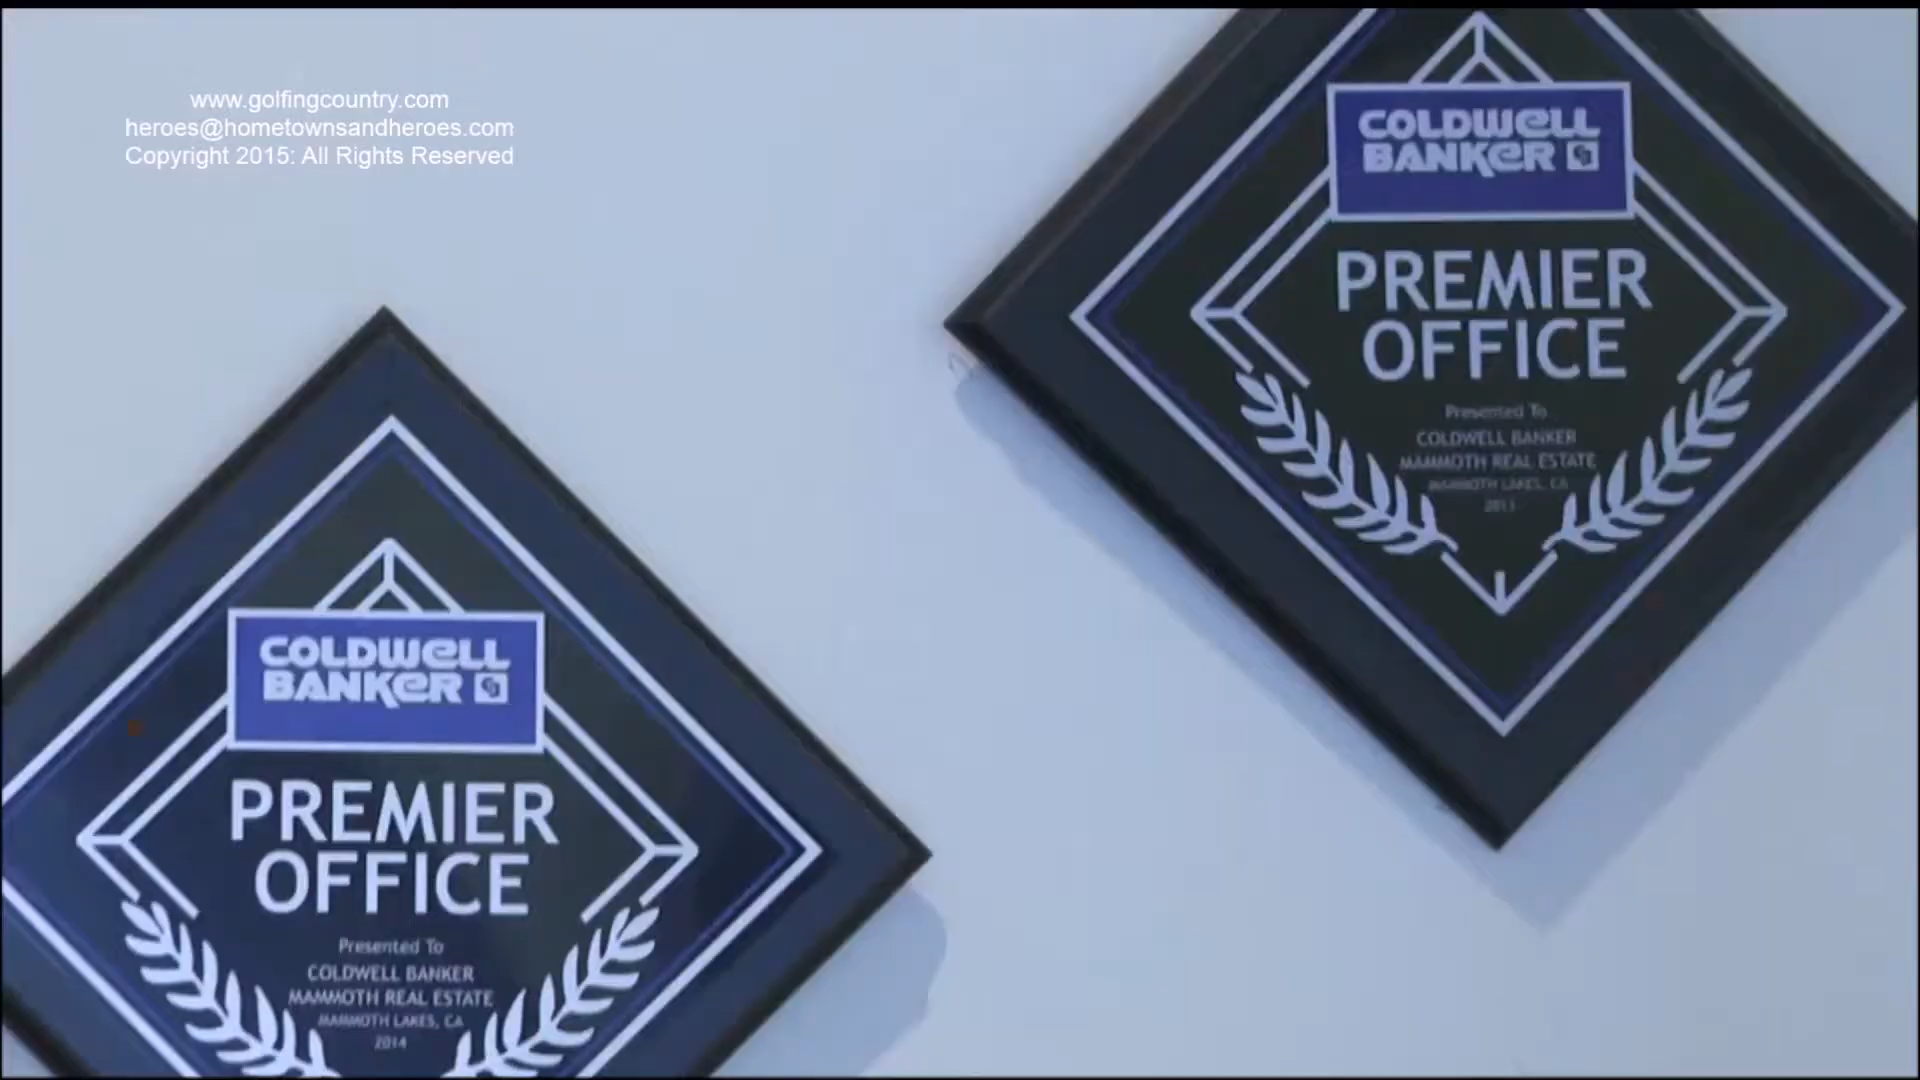 www.golfingcountry.com
heroes@hometownsandheroes.com
Copyright 2015: All Rights Reserved
COLDWELL
BANKER
PREMIER
OFFICE
Presented To
COLDWELL BANKER
MAMMOTH REAL ESTATE
MAMMOTH LAKES, CA
COLDWELL
BANKER
PREMIER
OFFICE
Presented To
COLDWELL BANKER
MAMMOTH REAL ESTATE
MAMMOTH LAKES, CA
2014